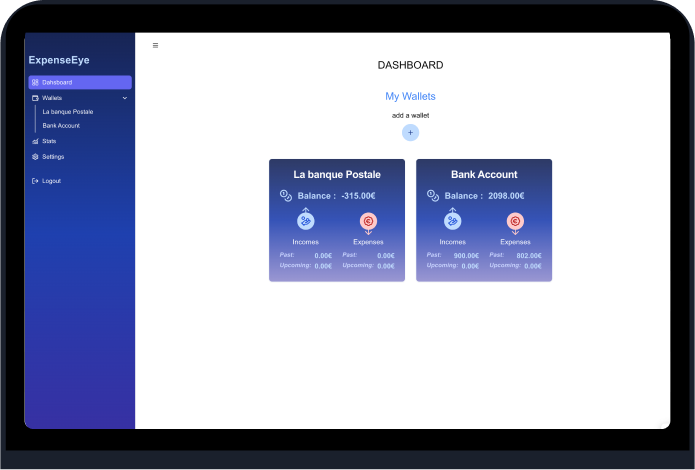 ExpenseEye
Dahsboard
Wallets
La banque Postale
Bank Account
Stats
Settings
Logout
DASHBOARD
My Wallets
add a wallet
+
La banque Postale
Balance : -315.00€
Incomes Expenses
Past: 0.00€ Past: 0.00€
Upcoming: 0.00€ Upcoming: 0.00€
Bank Account
Balance : 2098.00€
Incomes Expenses
Past: 900.00€ Past: 802.00€
Upcoming: 0.00€ Upcoming: 0.00€